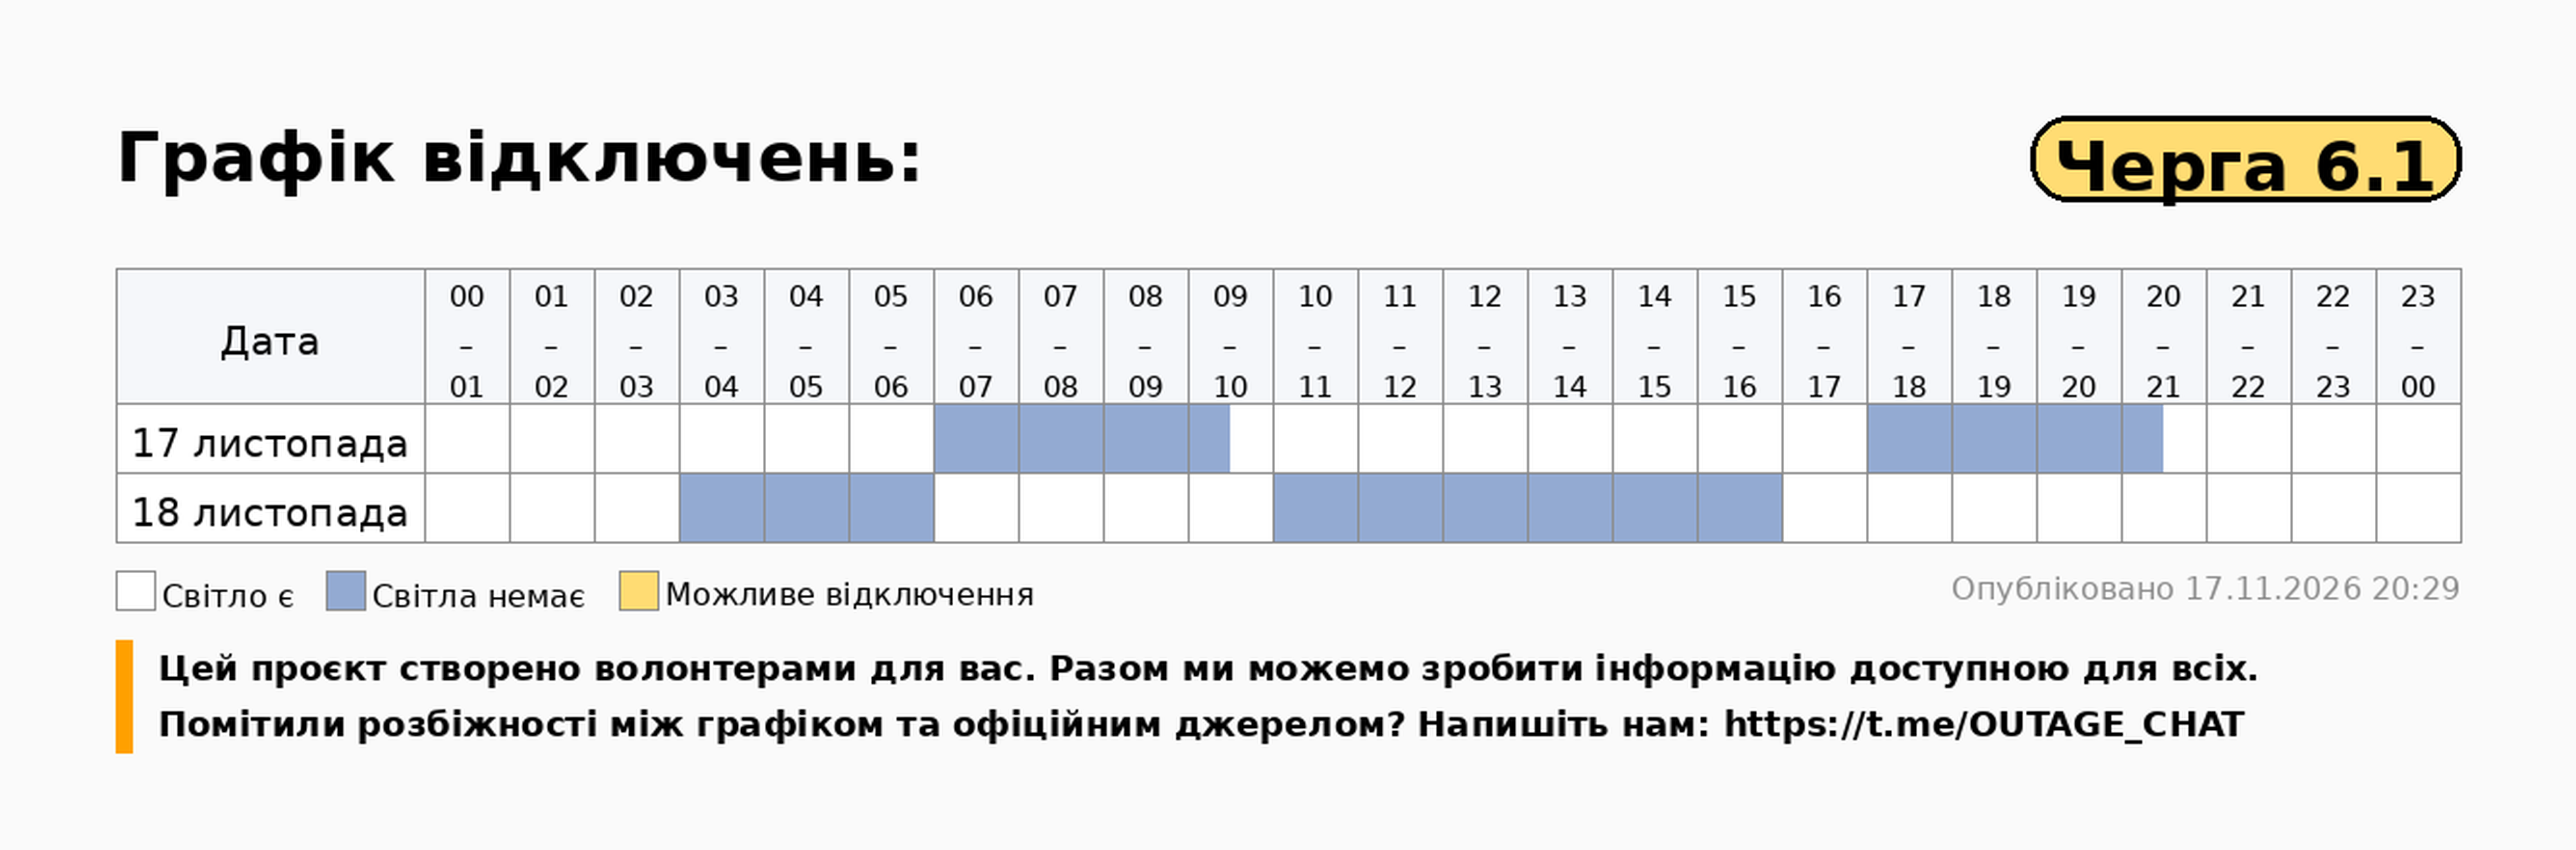 Графік відключень:
Черга 6.1
Дата
00 – 01
01 – 02
02 – 03
03 – 04
04 – 05
05 – 06
06 – 07
07 – 08
08 – 09
09 – 10
10 – 11
11 – 12
12 – 13
13 – 14
14 – 15
15 – 16
16 – 17
17 – 18
18 – 19
19 – 20
20 – 21
21 – 22
22 – 23
23 – 00
17 листопада
18 листопада
Світло є
Світла немає
Можливе відключення
Опубліковано 17.11.2026 20:29
Цей проєкт створено волонтерами для вас. Разом ми можемо зробити інформацію доступною для всіх.
Помітили розбіжності між графіком та офіційним джерелом? Напишіть нам: https://t.me/OUTAGE_CHAT